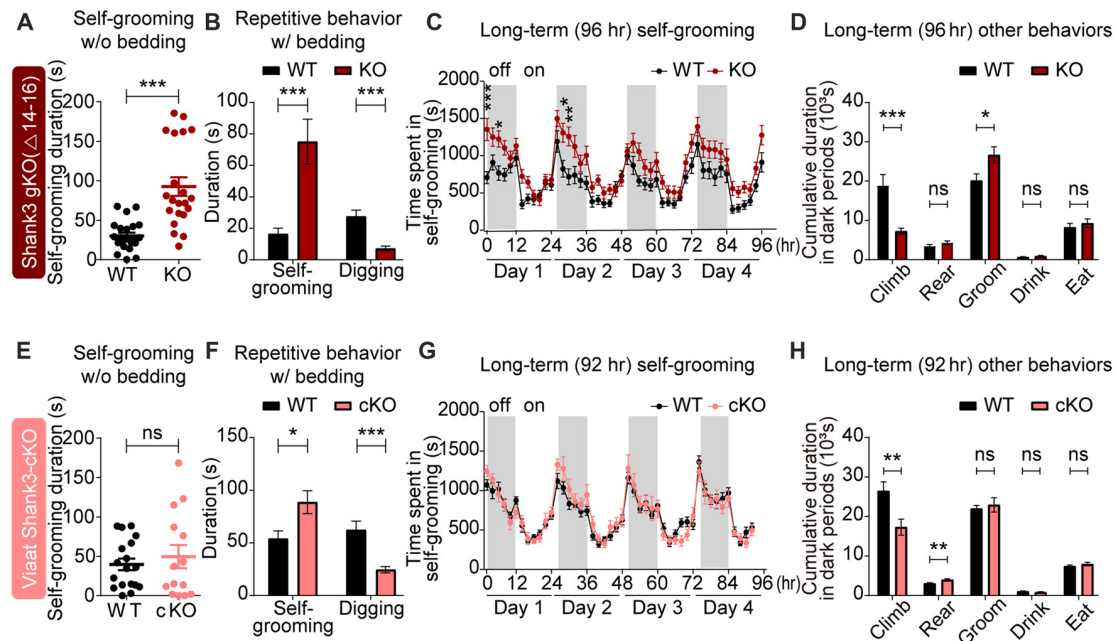 A
Self-grooming
w/o bedding
Shank3 gKO(△ 14-16)
Self-grooming duration (s)
200
150
100
50
0
***
WT
KO
B
Repetitive behavior
w/ bedding
WT
KO
Duration (s)
100
80
60
40
20
0
***
***
Self-
grooming
Digging
C
Long-term (96 hr) self-grooming
off on
WT
KO
Time spent in
self-grooming (s)
2000
1500
1000
500
0
***
*
***
*
0 12 24 36 48 60 72 84 96 (hr)
Day 1 Day 2 Day 3 Day 4
D
Long-term (96 hr) other behaviors
WT
KO
Cumulative duration
in dark periods (10³s)
40
30
20
10
0
***
ns
*
ns
ns
Climb
Rear
Groom
Drink
Eat
E
Self-grooming
w/o bedding
Viaat Shank3-cKO
Self-grooming duration (s)
200
150
100
50
0
ns
WT
cKO
F
Repetitive behavior
w/ bedding
WT
cKO
Duration (s)
150
100
50
0
*
***
Self-
grooming
Digging
G
Long-term (92 hr) self-grooming
off on
WT
cKO
Time spent in
self-grooming (s)
2000
1500
1000
500
0
0 12 24 36 48 60 72 84 96 (hr)
Day 1 Day 2 Day 3 Day 4
H
Long-term (92 hr) other behaviors
WT
cKO
Cumulative duration
in dark periods (10³s)
40
30
20
10
0
**
**
ns
ns
ns
Climb
Rear
Groom
Drink
Eat